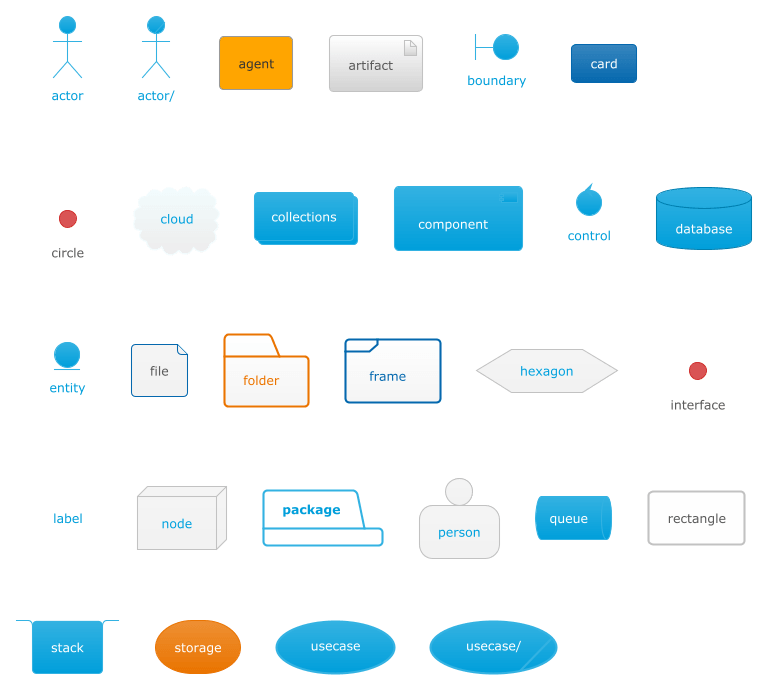 actor
actor/
agent
artifact
boundary
card
circle
cloud
collections
component
control
database
entity
file
folder
frame
hexagon
interface
label
node
package
person
queue
rectangle
stack
storage
usecase
usecase/